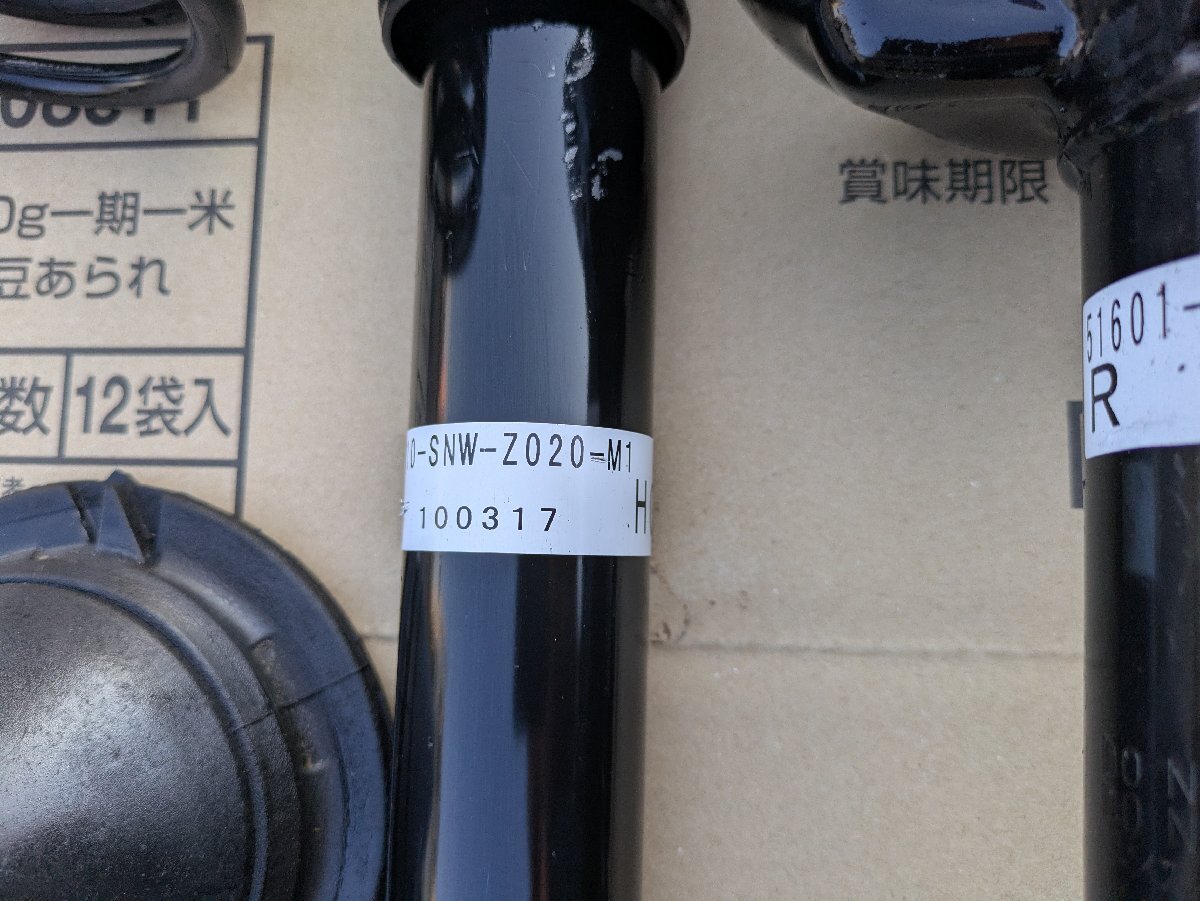 0g一期一米
豆あられ
数 12袋入
賞味期限
0-SNW-Z020-M1
100317
H
51601-
R